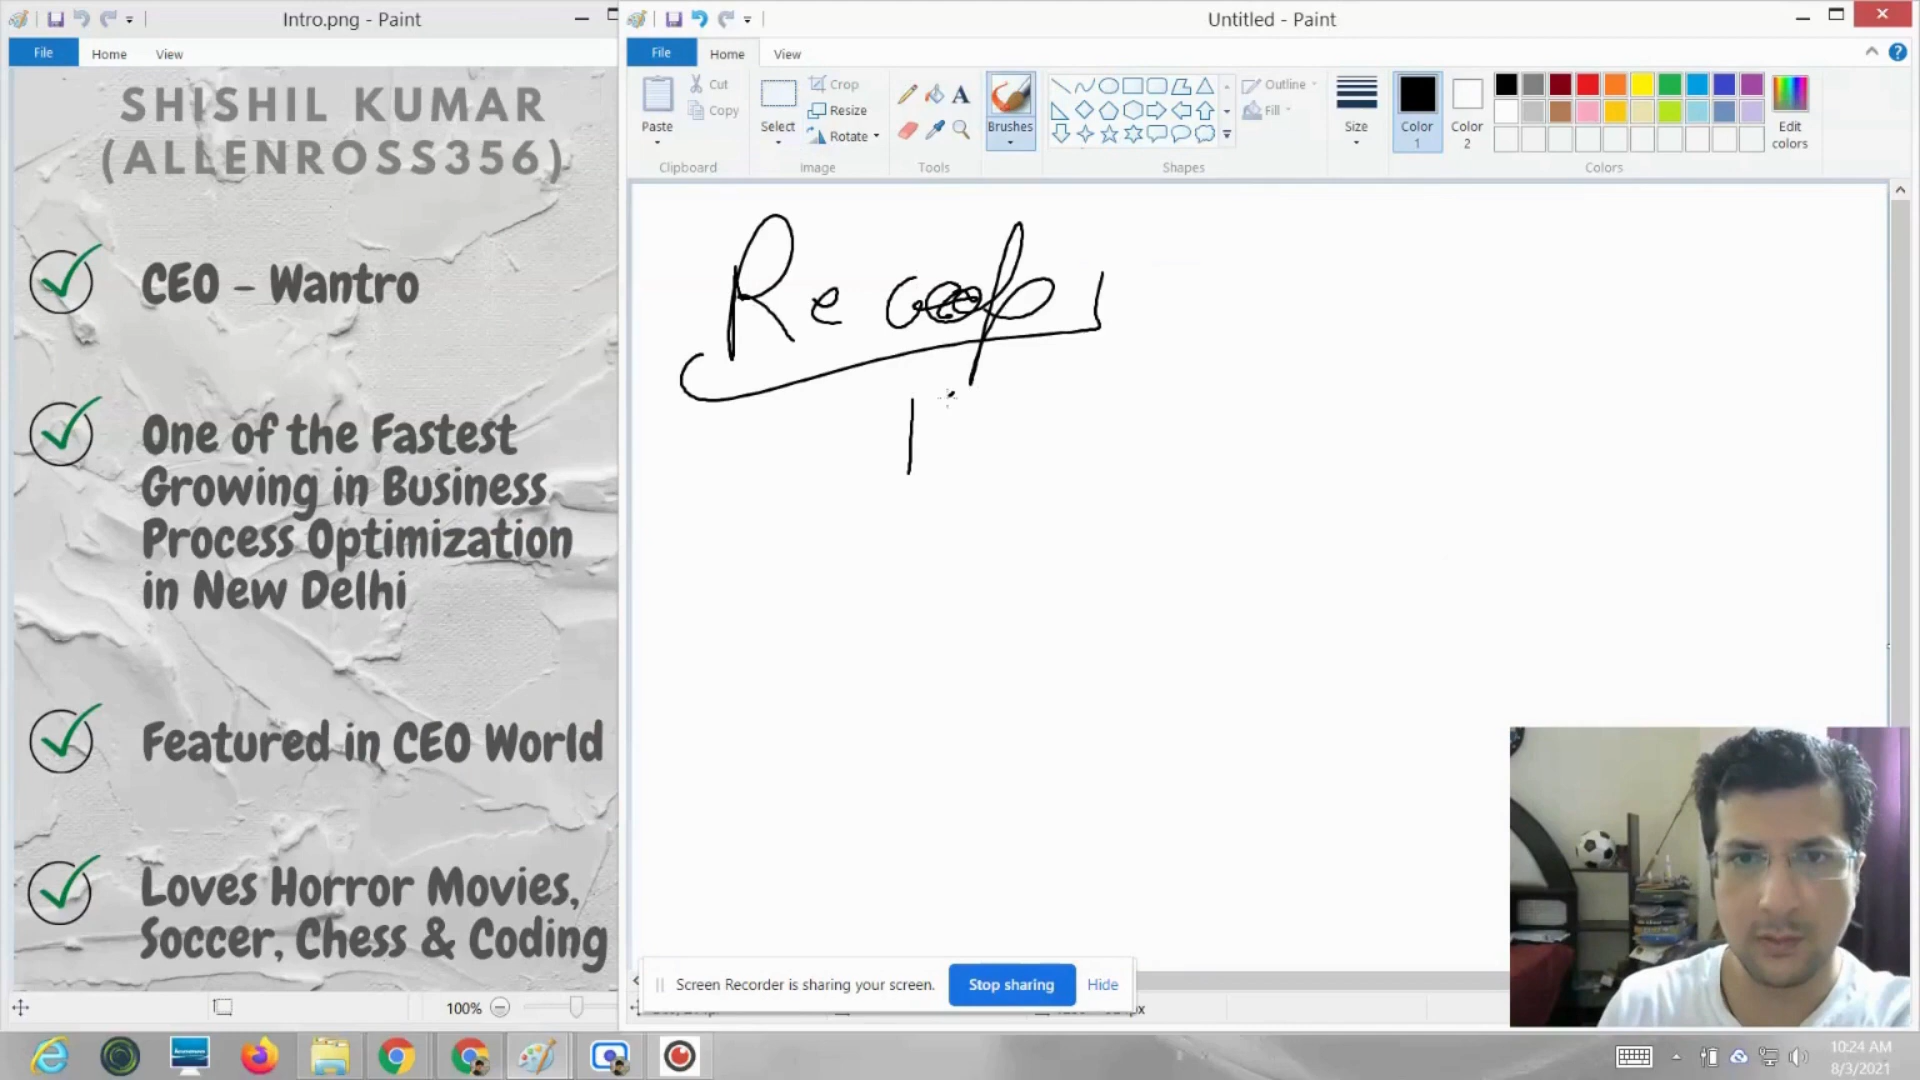 Intro.png - Paint
File Home View
SHISHIL KUMAR
(ALLENROSS356)
CEO – Wantro
One of the Fastest
Growing in Business
Process Optimization
in New Delhi
Featured in CEO World
Loves Horror Movies,
Soccer, Chess & Coding
100%
Untitled - Paint
File Home View
Paste
Cut
Copy
Clipboard
Select
Crop
Resize
Rotate
Image
A
Tools
Brushes
Shapes
Outline
Fill
Size
Color 1
Color 2
Edit colors
Colors
Screen Recorder is sharing your screen. Stop sharing Hide
10:24 AM
8/3/2021